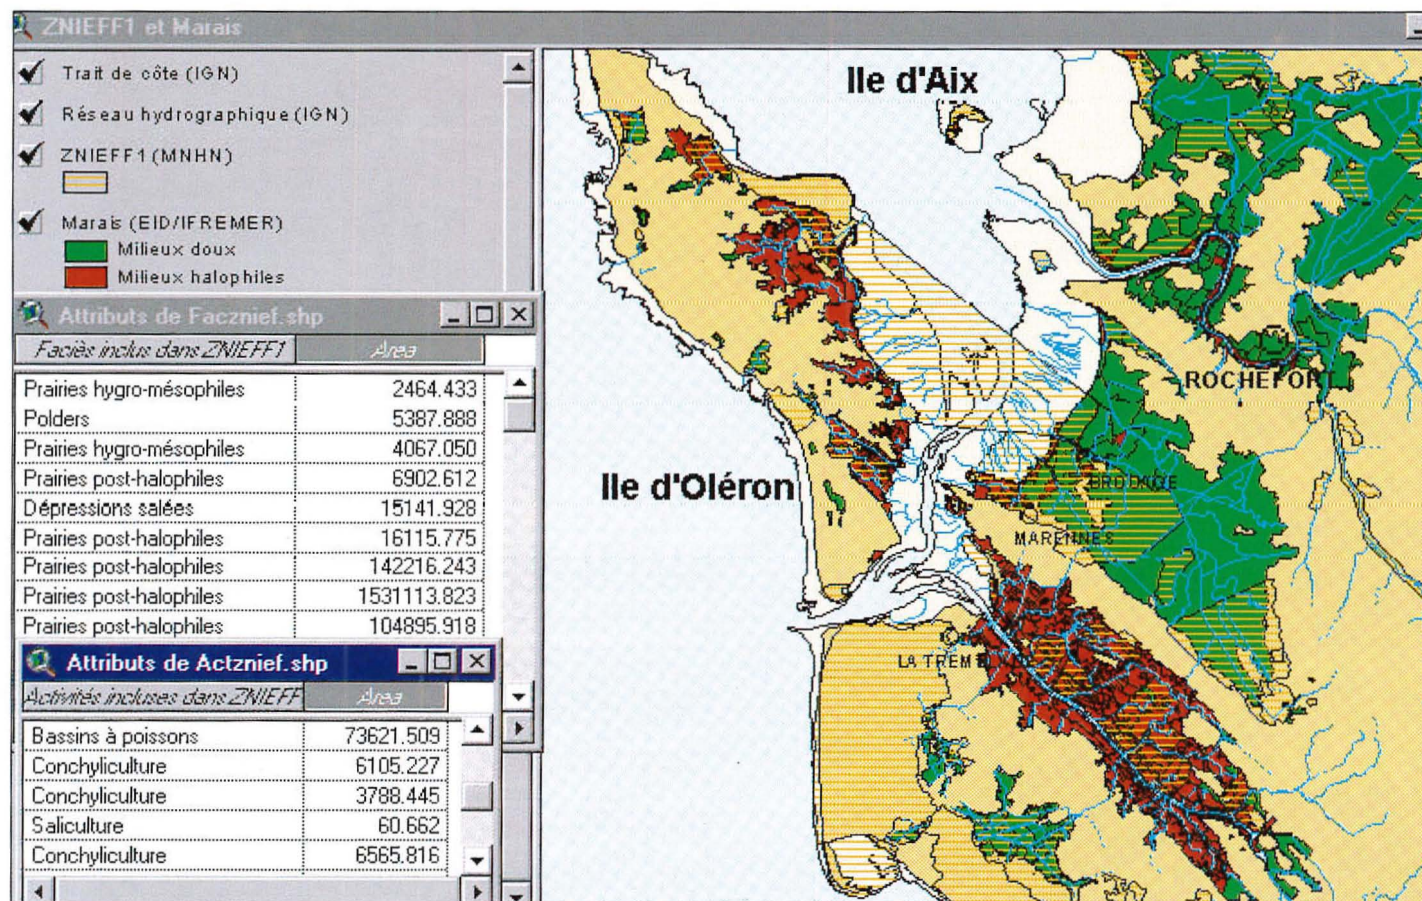 ZNIEFF1 et Marais
Trait de côte (IGN)
Réseau hydrographique (IGN)
ZNIEFF1 (MNHN)
Marais (EID/IFREMER)
Milieux doux
Milieux halophiles
Attributs de Facznief.shp
Faciès inclus dans ZNIEFF1 Area
Prairies hygro-mésophiles 2464.433
Polders 5387.888
Prairies hygro-mésophiles 4067.050
Prairies post-halophiles 6902.612
Dépressions salées 15141.928
Prairies post-halophiles 16115.775
Prairies post-halophiles 142216.243
Prairies post-halophiles 1531113.823
Prairies post-halophiles 104895.918
Attributs de Actznief.shp
Activités incluses dans ZNIEFF Area
Bassins à poissons 73621.509
Conchyliculture 6105.227
Conchyliculture 3788.445
Saliculture 60.662
Conchyliculture 6565.816
Ile d'Aix
ROCHEFORT
Ile d'Oléron
MARENNES
LA TREM